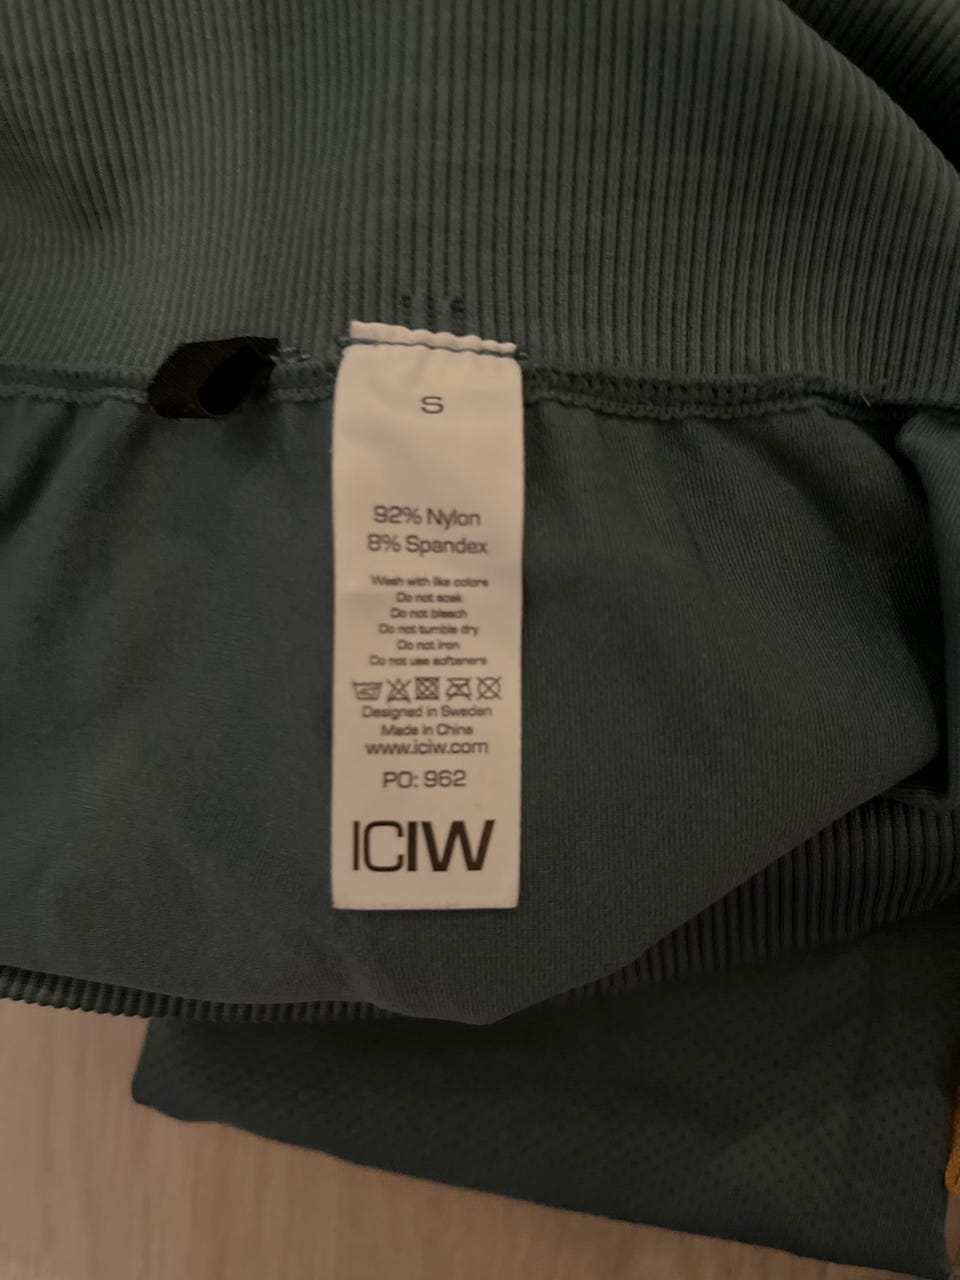 S
92% Nylon
8% Spandex
Wash with like colors
Do not soak
Do not bleach
Do not tumble dry
Do not iron
Do not use softeners
Designed in Sweden
Made in China
www.iciw.com
PO: 962
ICIW